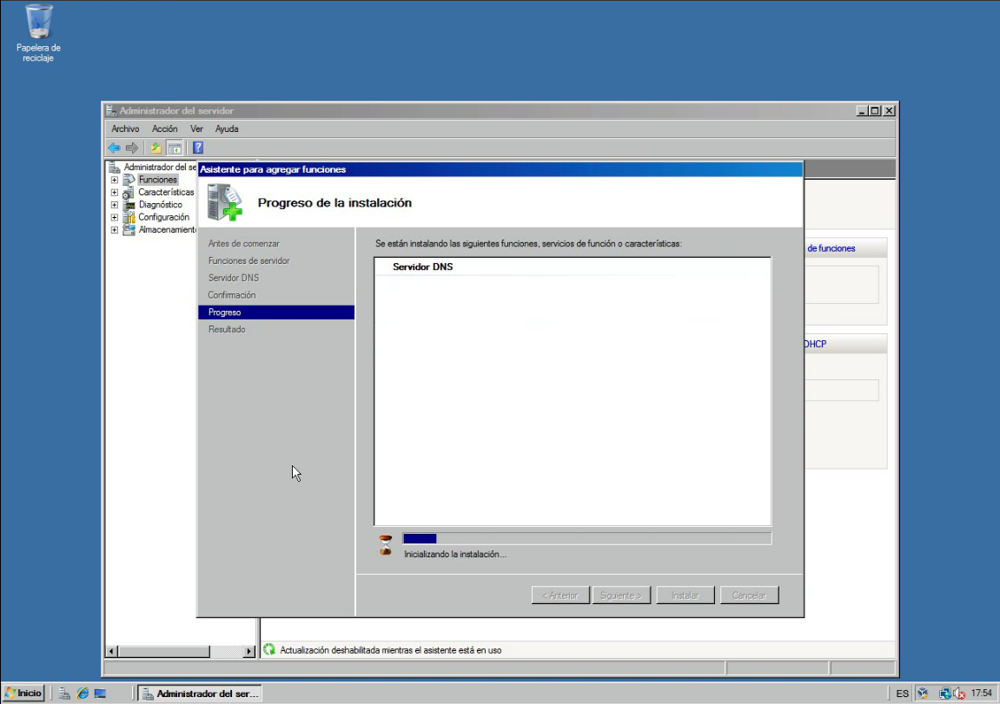 Papelera de
reciclaje
Administrador del servidor
Archivo Acción Ver Ayuda
Administrador del se
Funciones
Características
Diagnóstico
Configuración
Almacenamient
Asistente para agregar funciones
Progreso de la instalación
Antes de comenzar
Funciones de servidor
Servidor DNS
Confirmación
Progreso
Resultado
Se están instalando las siguientes funciones, servicios de función o características:
Servidor DNS
Inicializando la instalación...
< Anterior Siguiente > Instalar Cancelar
de funciones
DHCP
Actualización deshabilitada mientras el asistente está en uso
Inicio
Administrador del ser...
ES
17:54